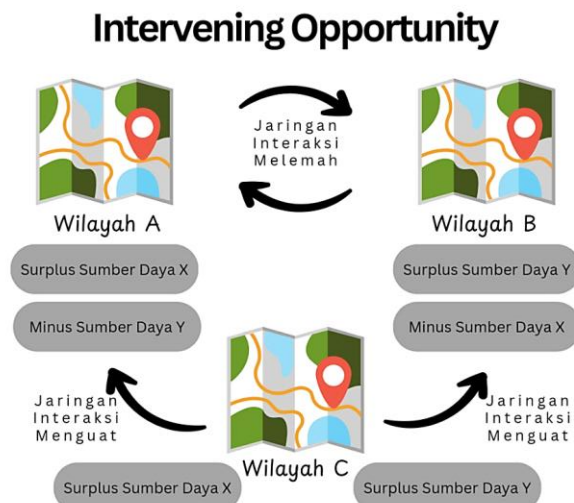 Intervening Opportunity
Jaringan
Interaksi
Melemah
Wilayah A
Wilayah B
Surplus Sumber Daya X
Minus Sumber Daya Y
Surplus Sumber Daya Y
Minus Sumber Daya X
Jaringan
Interaksi
Menguat
Jaringan
Interaksi
Menguat
Wilayah C
Surplus Sumber Daya X
Surplus Sumber Daya Y